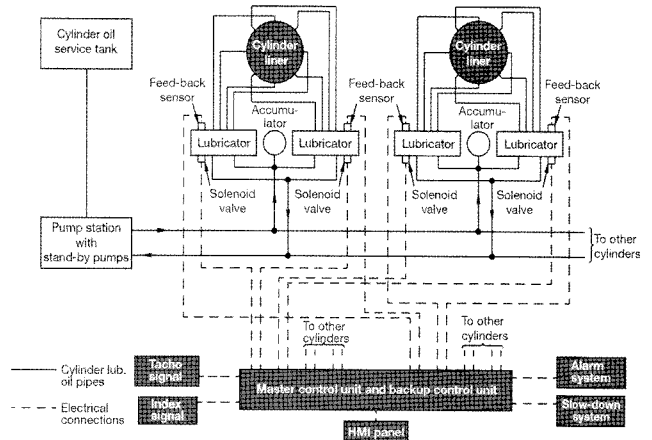 Cylinder oil
service tank
Cylinder
liner
Cylinder
liner
Feed-back
sensor
Accumu-
lator
Feed-back
sensor
Accumu-
lator
Feed-back
sensor
Lubricator
Lubricator
Lubricator
Lubricator
Solenoid
valve
Solenoid
valve
Solenoid
valve
Solenoid
valve
Pump station
with
stand-by pumps
To other
cylinders
To other
cylinders
To other
cylinders
Cylinder lub.
oil pipes
Electrical
connections
Tacho
signal
Index
signal
Master control unit and backup control unit
HMI panel
Alarm
system
Slow-down
system